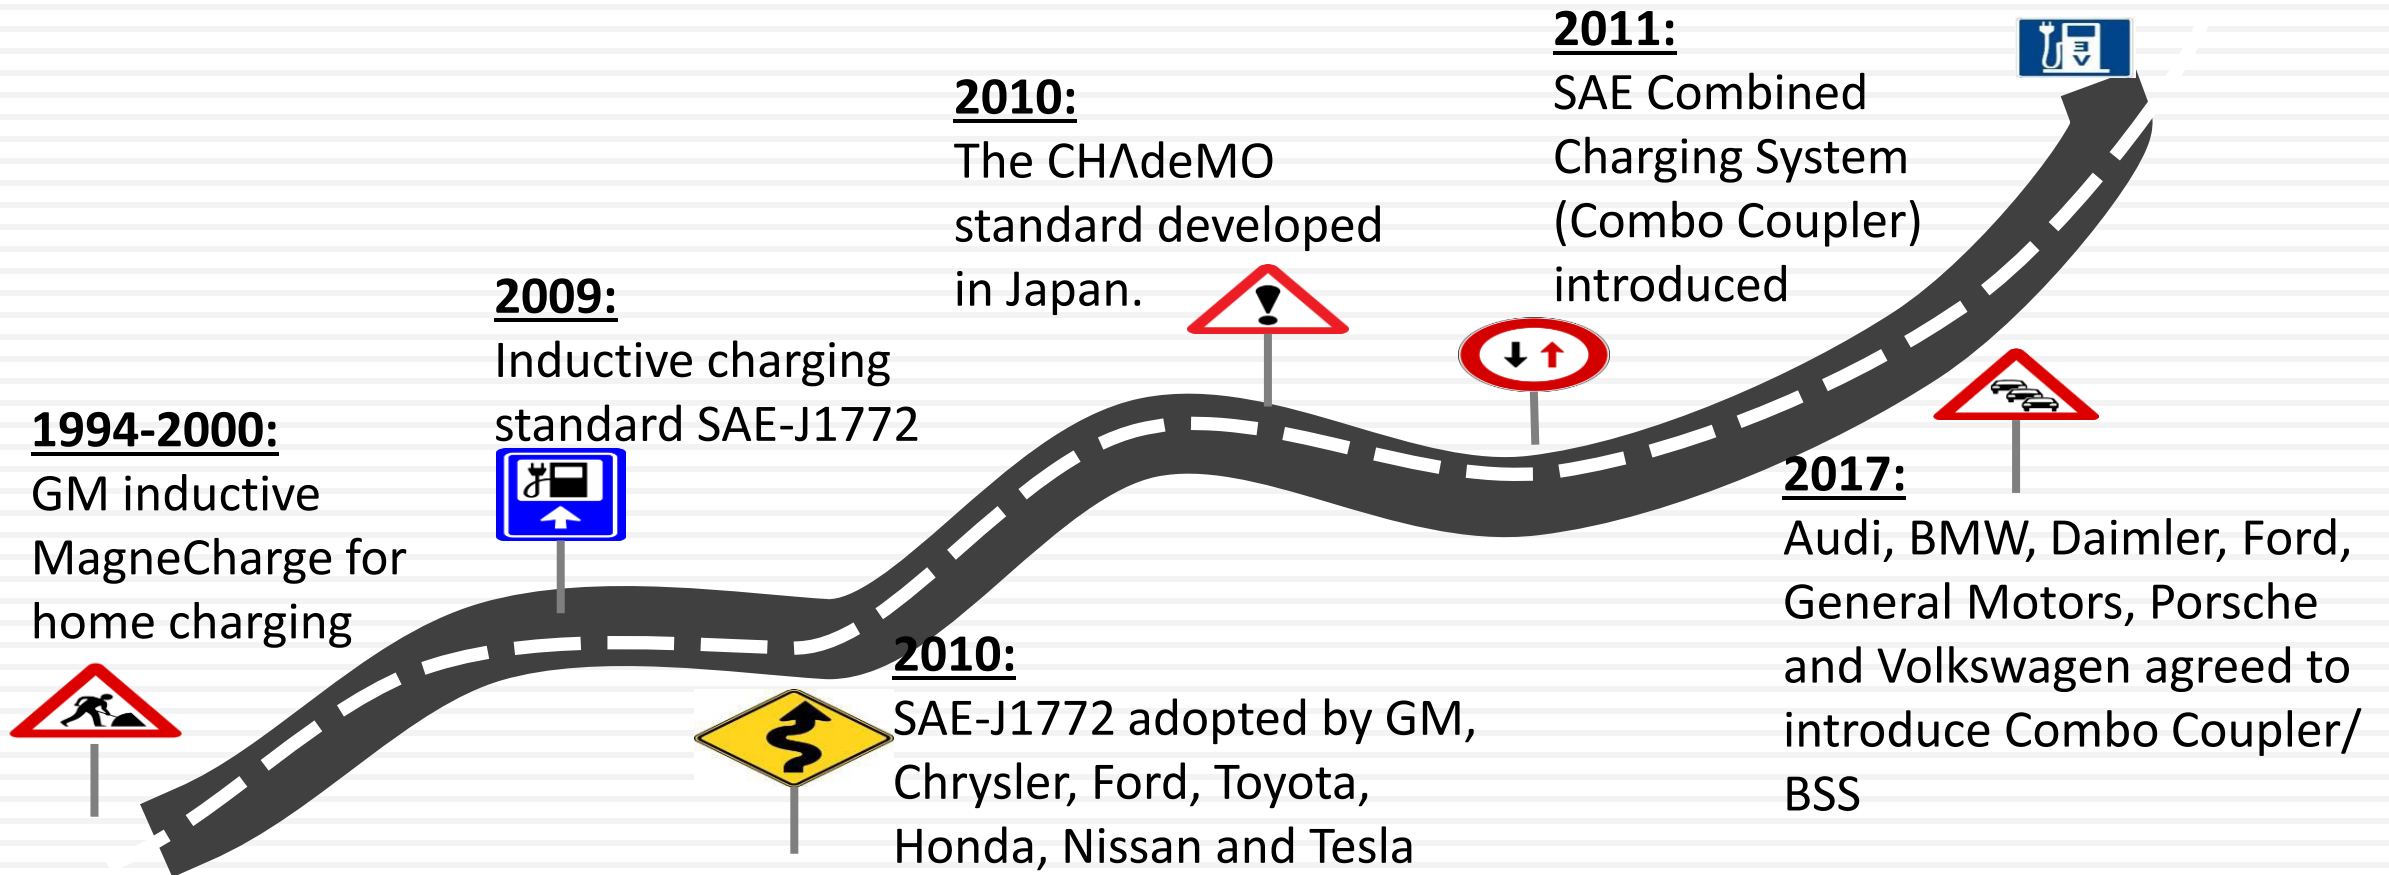 1994-2000:
GM inductive
MagneCharge for
home charging
2009:
Inductive charging
standard SAE-J1772
2010:
SAE-J1772 adopted by GM,
Chrysler, Ford, Toyota,
Honda, Nissan and Tesla
2010:
The CHΛdeMO
standard developed
in Japan.
2011:
SAE Combined
Charging System
(Combo Coupler)
introduced
2017:
Audi, BMW, Daimler, Ford,
General Motors, Porsche
and Volkswagen agreed to
introduce Combo Coupler/
BSS